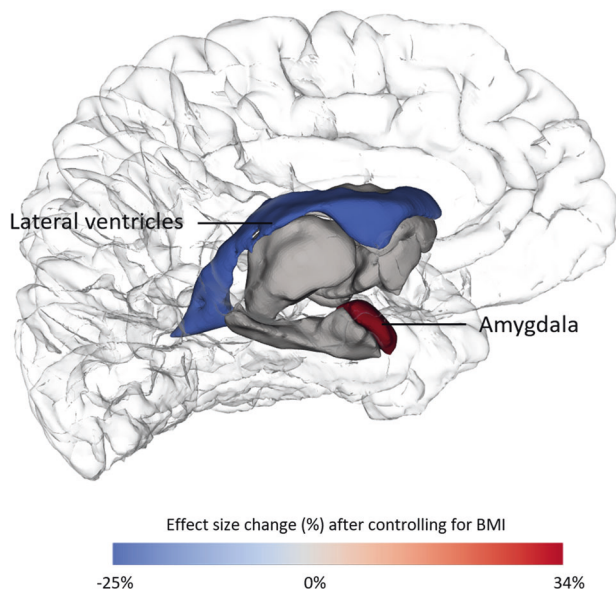 Lateral ventricles
Amygdala
Effect size change (%) after controlling for BMI
-25%
0%
34%